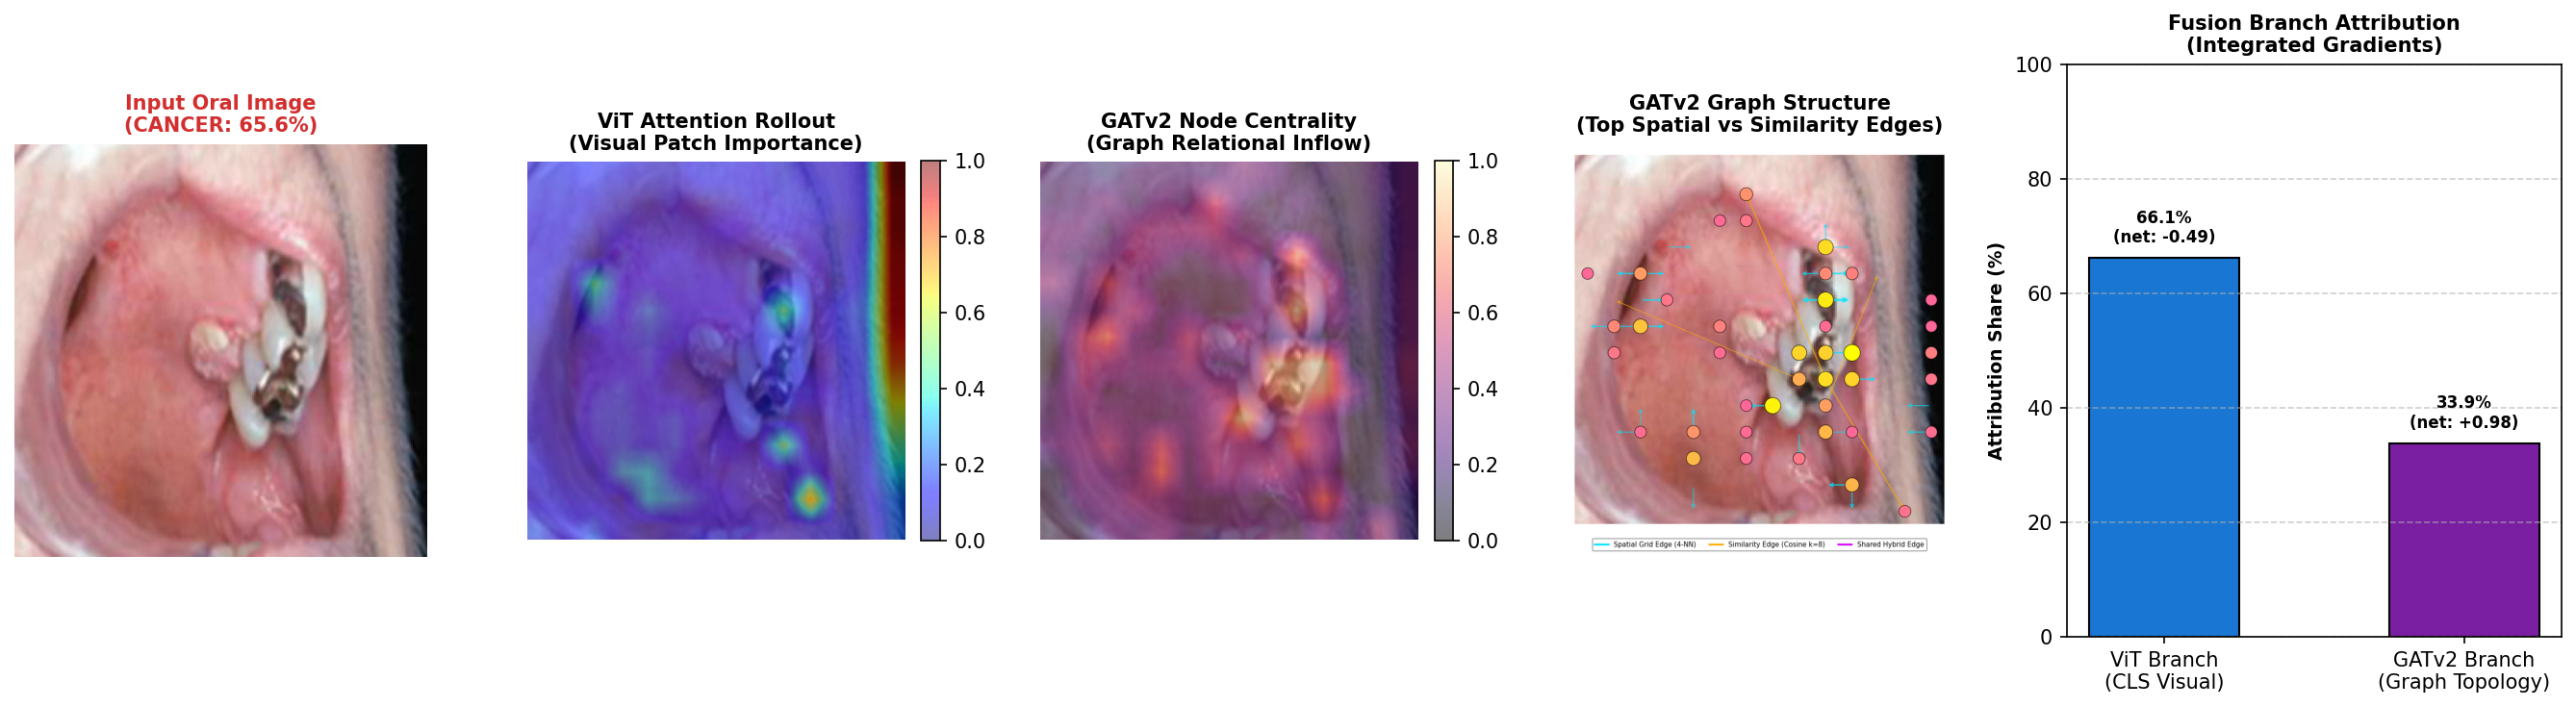 Input Oral Image
(CANCER: 65.6%)
ViT Attention Rollout
(Visual Patch Importance)
1.0
0.8
0.6
0.4
0.2
0.0
GATv2 Node Centrality
(Graph Relational Inflow)
1.0
0.8
0.6
0.4
0.2
0.0
GATv2 Graph Structure
(Top Spatial vs Similarity Edges)
Spatial Grid Edge (4-NN) Similarity Edge (Cosine k=8) Shared Hybrid Edge
Fusion Branch Attribution
(Integrated Gradients)
Attribution Share (%)
100
80
60
40
20
0
66.1%
(net: -0.49)
33.9%
(net: +0.98)
ViT Branch
(CLS Visual)
GATv2 Branch
(Graph Topology)